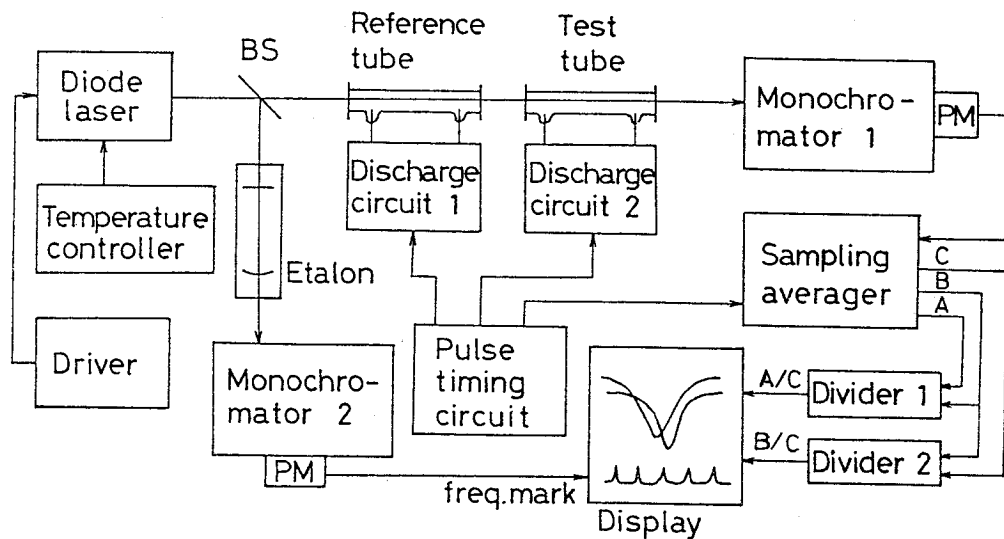 BS
Reference
tube
Test
tube
Diode
laser
Monochro-
mator 1
PM
Discharge
circuit 1
Discharge
circuit 2
Temperature
controller
Etalon
Sampling
averager
C
B
A
Driver
Monochro-
mator 2
PM
Pulse
timing
circuit
A/C
Divider 1
B/C
Divider 2
freq.mark
Display